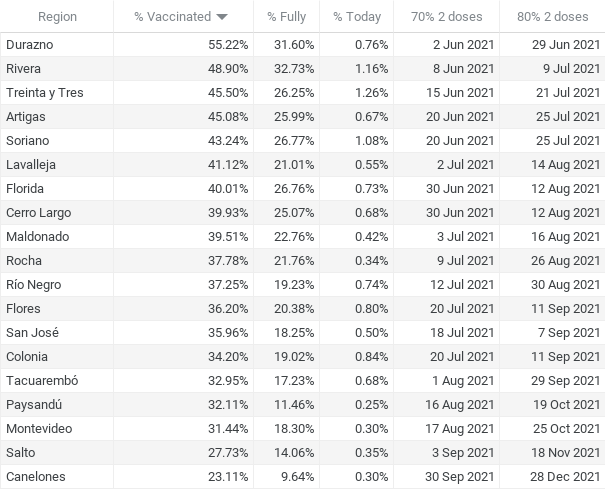 Region % Vaccinated % Fully % Today 70% 2 doses 80% 2 doses
Durazno 55.22% 31.60% 0.76% 2 Jun 2021 29 Jun 2021
Rivera 48.90% 32.73% 1.16% 8 Jun 2021 9 Jul 2021
Treinta y Tres 45.50% 26.25% 1.26% 15 Jun 2021 21 Jul 2021
Artigas 45.08% 25.99% 0.67% 20 Jun 2021 25 Jul 2021
Soriano 43.24% 26.77% 1.08% 20 Jun 2021 25 Jul 2021
Lavalleja 41.12% 21.01% 0.55% 2 Jul 2021 14 Aug 2021
Florida 40.01% 26.76% 0.73% 30 Jun 2021 12 Aug 2021
Cerro Largo 39.93% 25.07% 0.68% 30 Jun 2021 12 Aug 2021
Maldonado 39.51% 22.76% 0.42% 3 Jul 2021 16 Aug 2021
Rocha 37.78% 21.76% 0.34% 9 Jul 2021 26 Aug 2021
Río Negro 37.25% 19.23% 0.74% 12 Jul 2021 30 Aug 2021
Flores 36.20% 20.38% 0.80% 20 Jul 2021 11 Sep 2021
San José 35.96% 18.25% 0.50% 18 Jul 2021 7 Sep 2021
Colonia 34.20% 19.02% 0.84% 20 Jul 2021 11 Sep 2021
Tacuarembó 32.95% 17.23% 0.68% 1 Aug 2021 29 Sep 2021
Paysandú 32.11% 11.46% 0.25% 16 Aug 2021 19 Oct 2021
Montevideo 31.44% 18.30% 0.30% 17 Aug 2021 25 Oct 2021
Salto 27.73% 14.06% 0.35% 3 Sep 2021 18 Nov 2021
Canelones 23.11% 9.64% 0.30% 30 Sep 2021 28 Dec 2021